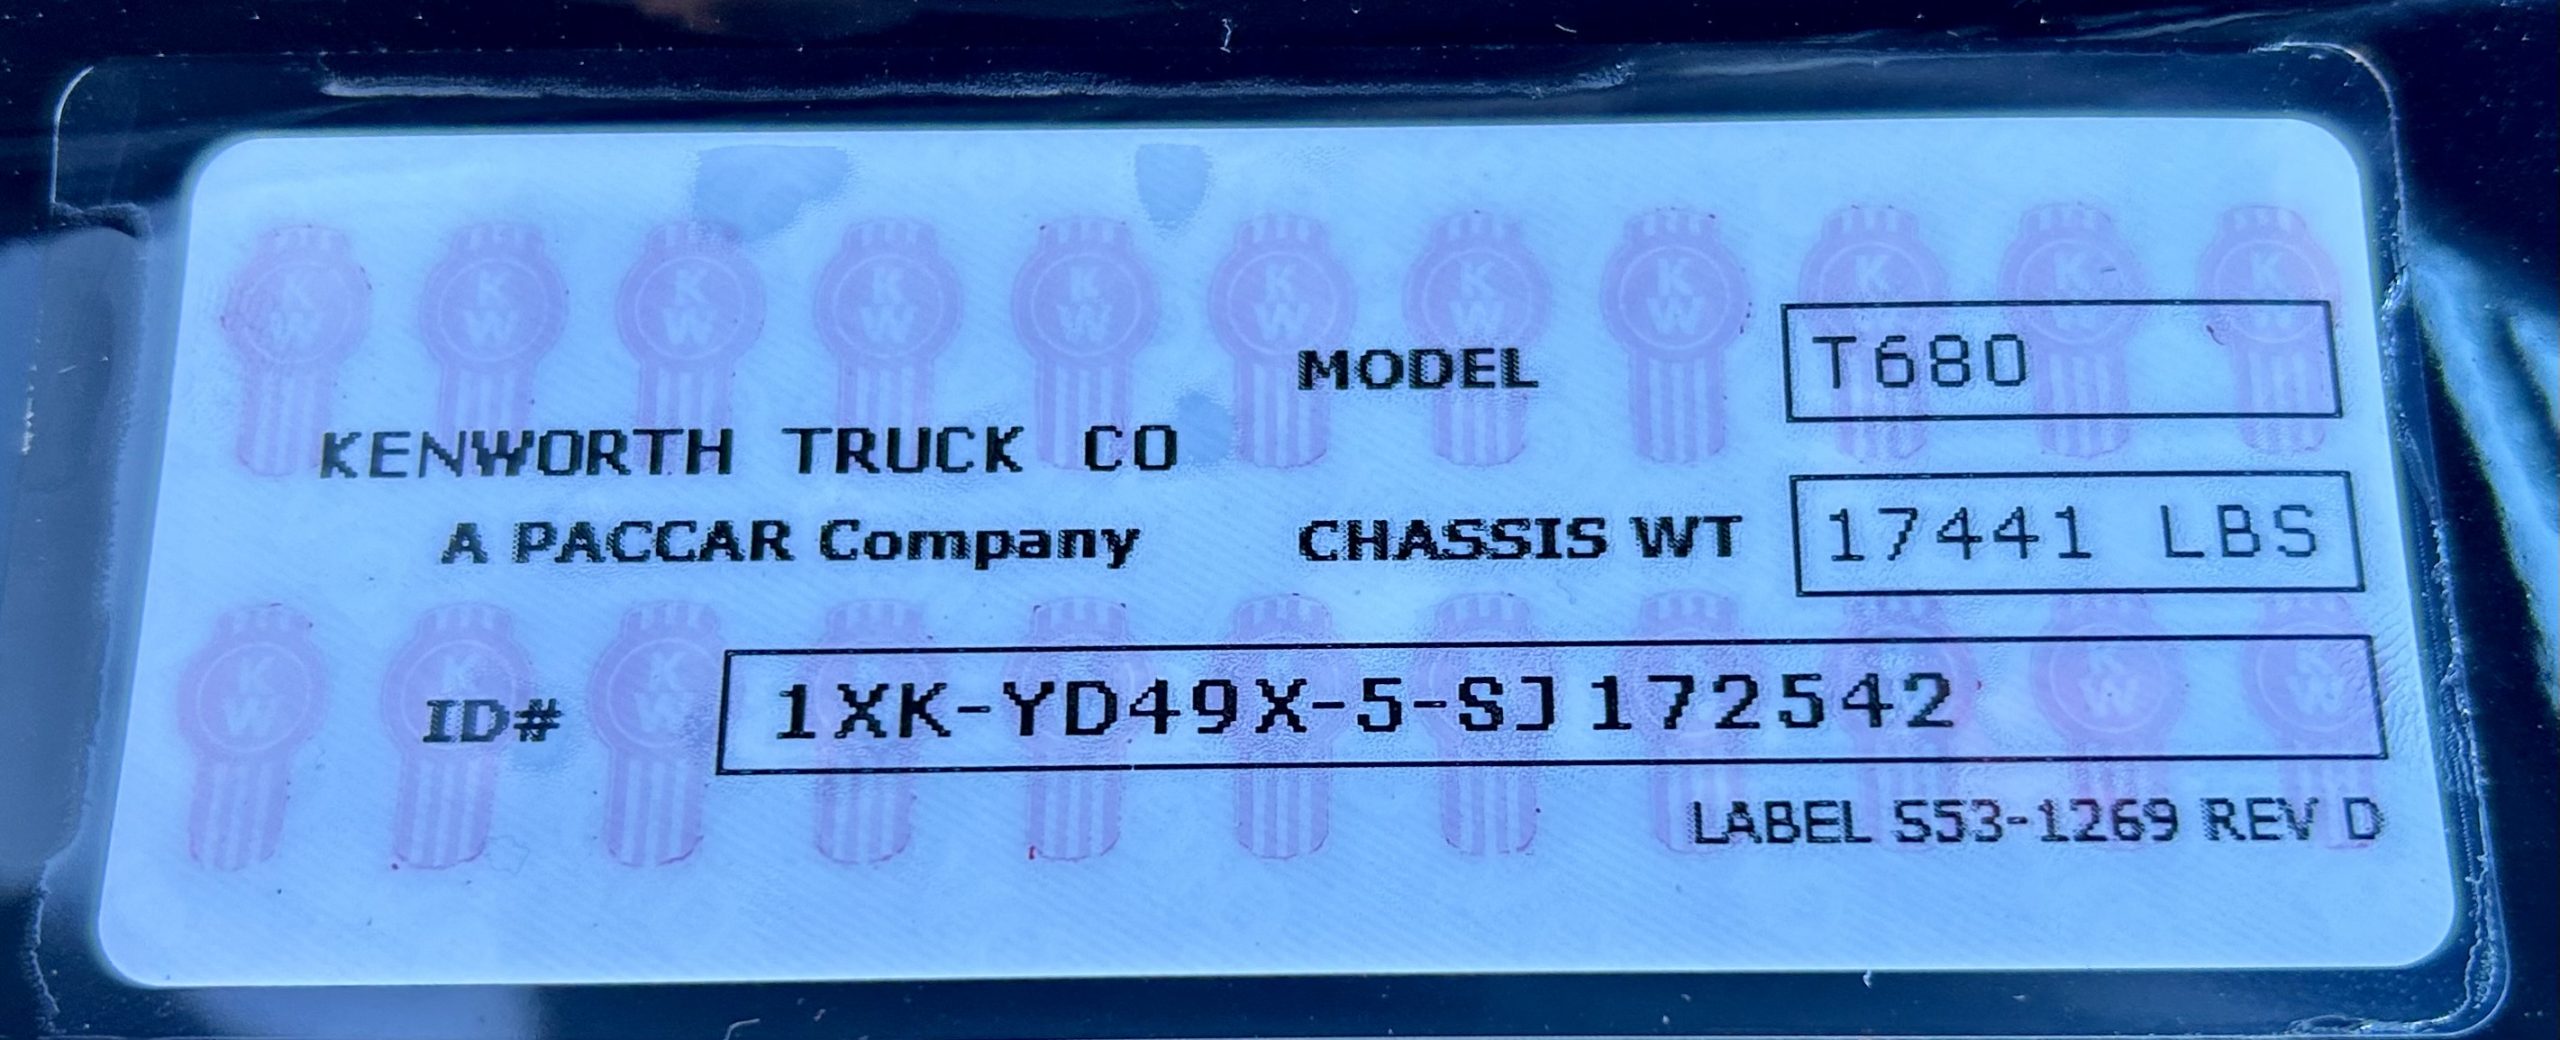 MODEL T680
KENWORTH TRUCK CO
A PACCAR Company
CHASSIS WT 17441 LBS
ID# 1XK-YD49X-5-SJ172542
LABEL S53-1269 REV D